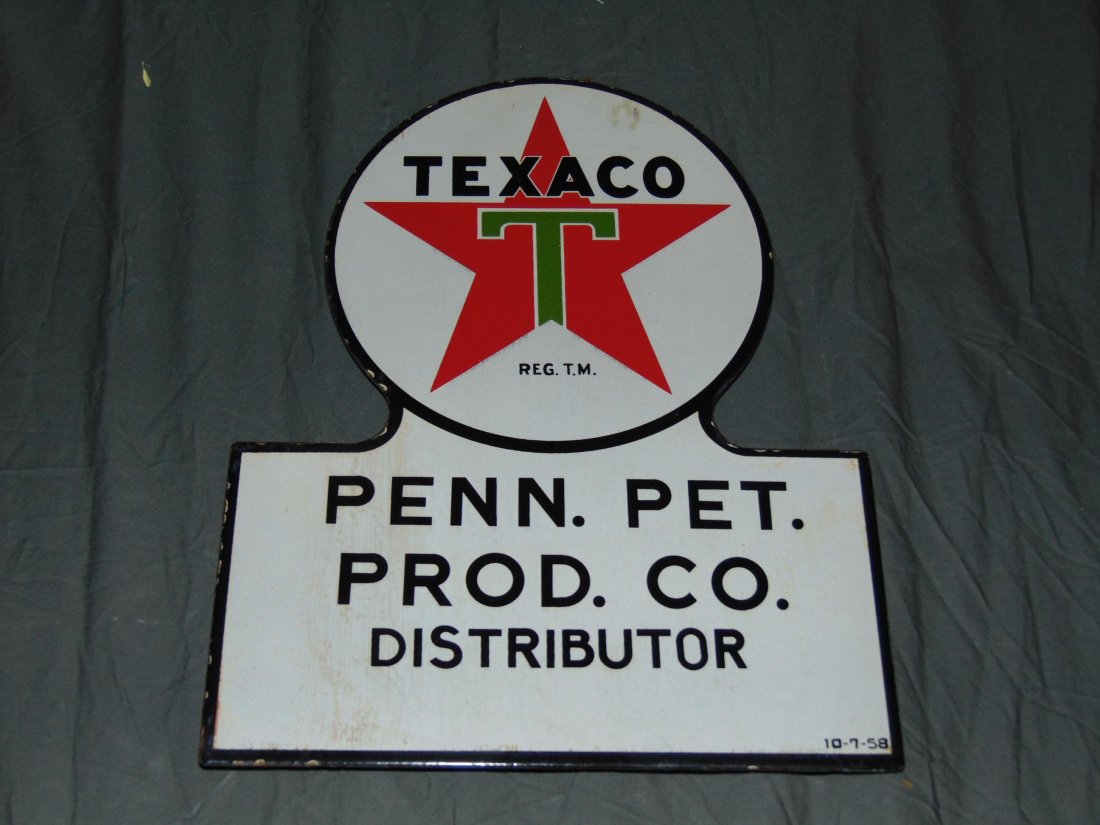 TEXACO
T
REG. T.M.
PENN. PET.
PROD. CO.
DISTRIBUTOR
10-7-58